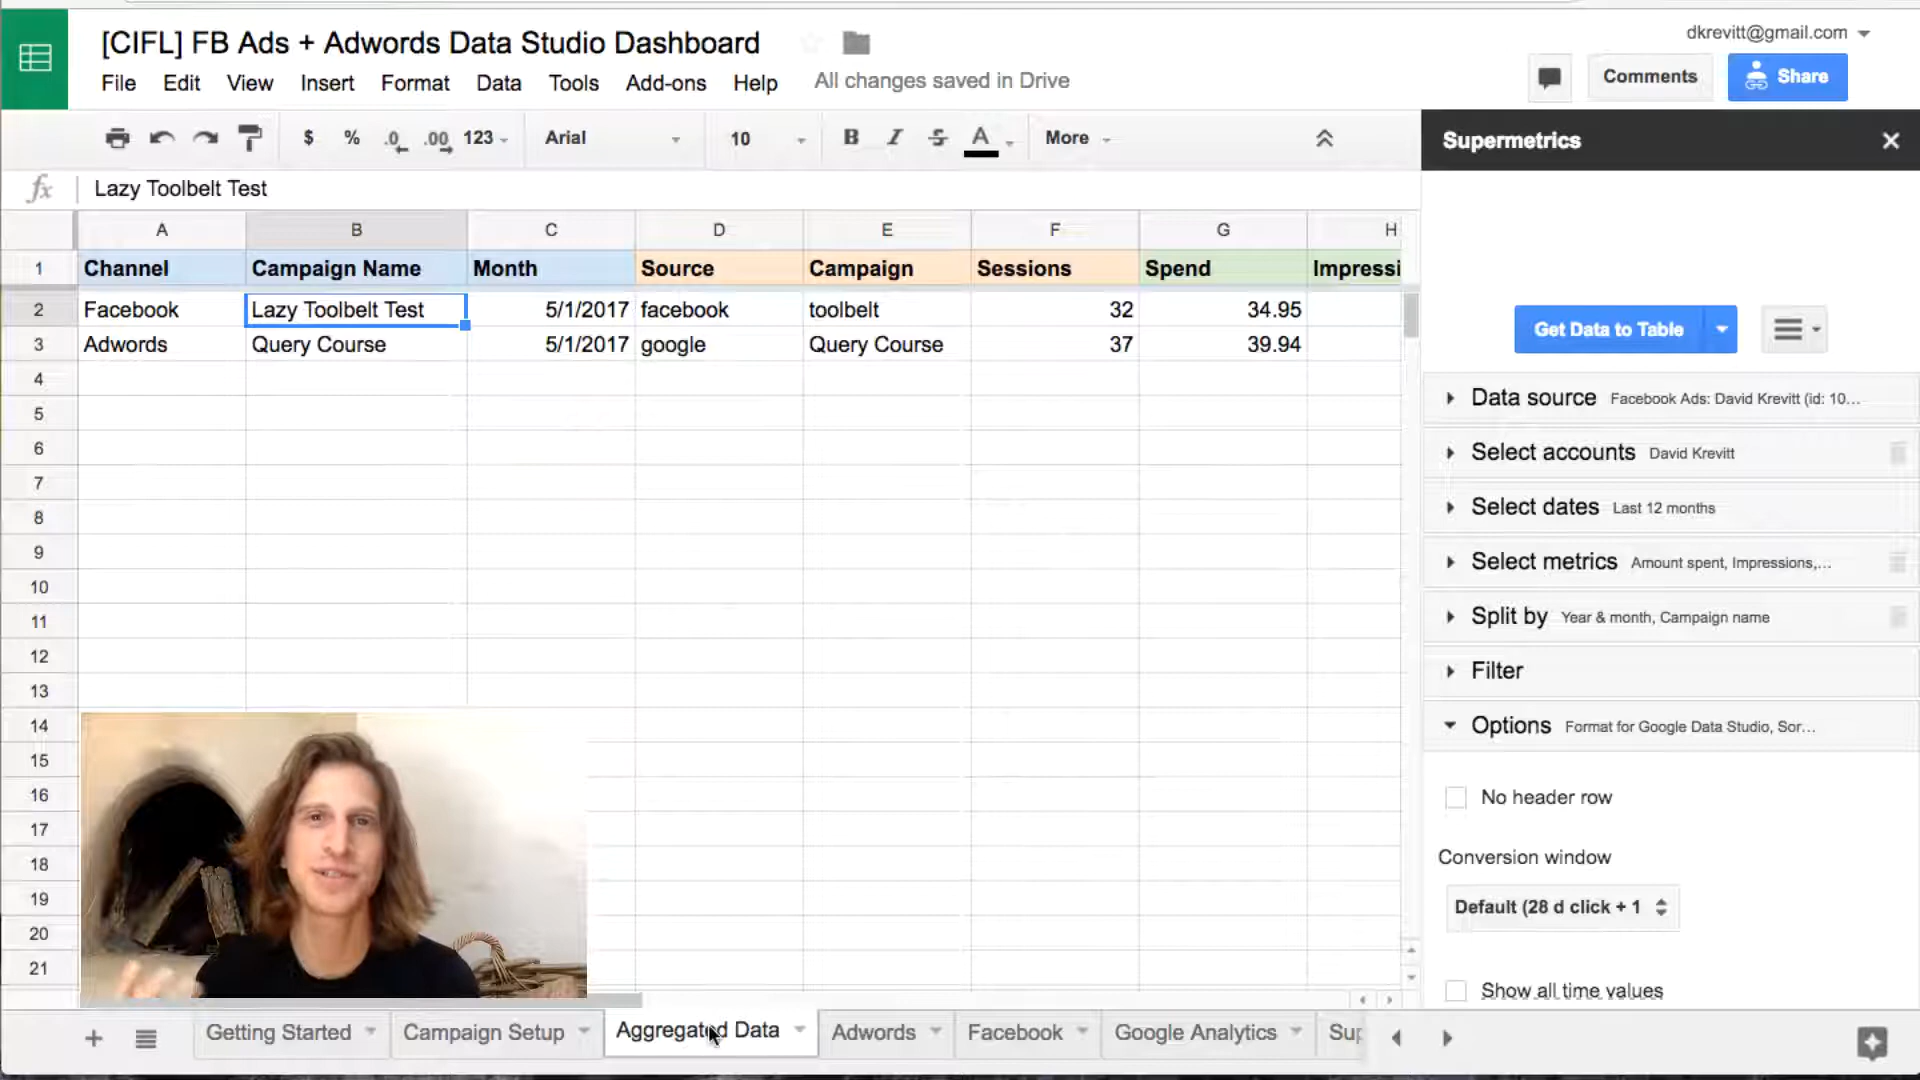 [CIFL] FB Ads + Adwords Data Studio Dashboard
dkrevitt@gmail.com
File Edit View Insert Format Data Tools Add-ons Help All changes saved in Drive
Comments Share
$ % .0 .00 123 Arial 10 B I S A More
Supermetrics
fx Lazy Toolbelt Test
A B C D E F G H
1 Channel Campaign Name Month Source Campaign Sessions Spend Impressi
2 Facebook Lazy Toolbelt Test 5/1/2017 facebook toolbelt 32 34.95
3 Adwords Query Course 5/1/2017 google Query Course 37 39.94
4
5
6
7
8
9
10
11
12
13
14
15
16
17
18
19
20
21
Get Data to Table
Data source Facebook Ads: David Krevitt (id: 10...
Select accounts David Krevitt
Select dates Last 12 months
Select metrics Amount spent, Impressions,...
Split by Year & month, Campaign name
Filter
Options Format for Google Data Studio, Sor...
No header row
Conversion window
Default (28 d click + 1
Show all time values
Getting Started Campaign Setup Aggregated Data Adwords Facebook Google Analytics Sup